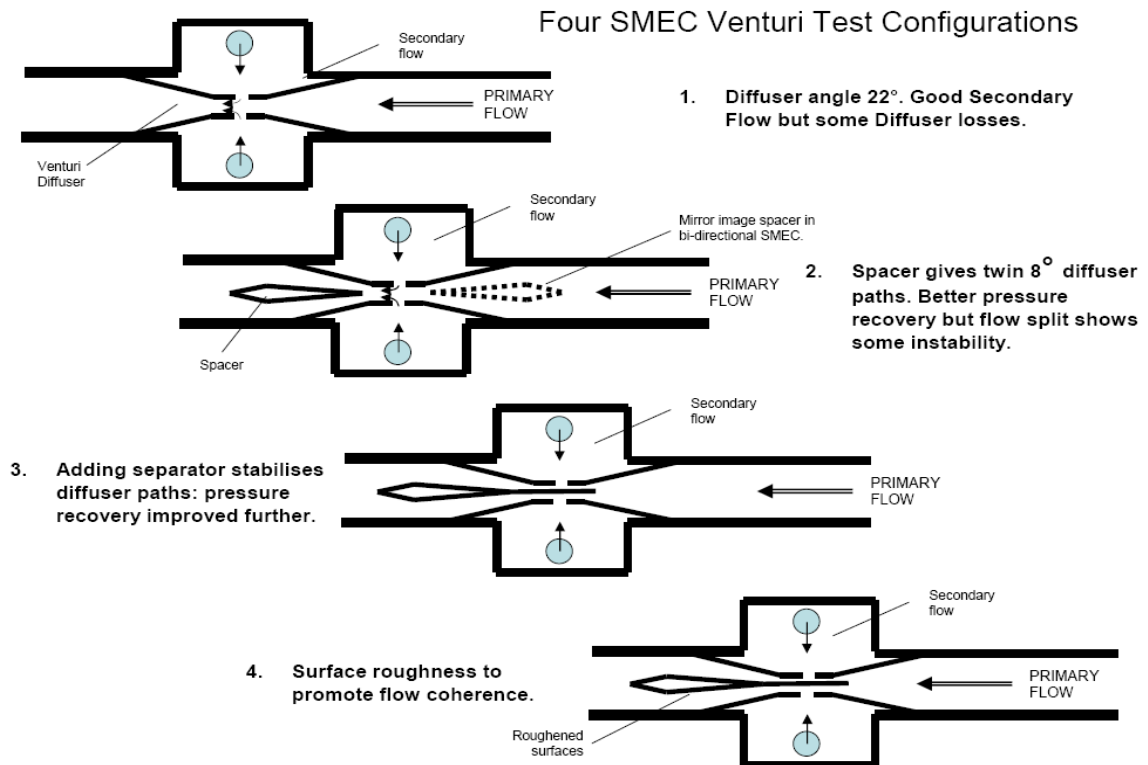 Four SMEC Venturi Test Configurations
Secondary
flow
PRIMARY
FLOW
Venturi
Diffuser
1. Diffuser angle 22°. Good Secondary
Flow but some Diffuser losses.
Secondary
flow
Mirror image spacer in
bi-directional SMEC.
PRIMARY
FLOW
Spacer
2. Spacer gives twin 8° diffuser
paths. Better pressure
recovery but flow split shows
some instability.
3. Adding separator stabilises
diffuser paths: pressure
recovery improved further.
Secondary
flow
PRIMARY
FLOW
4. Surface roughness to
promote flow coherence.
Secondary
flow
PRIMARY
FLOW
Roughened
surfaces